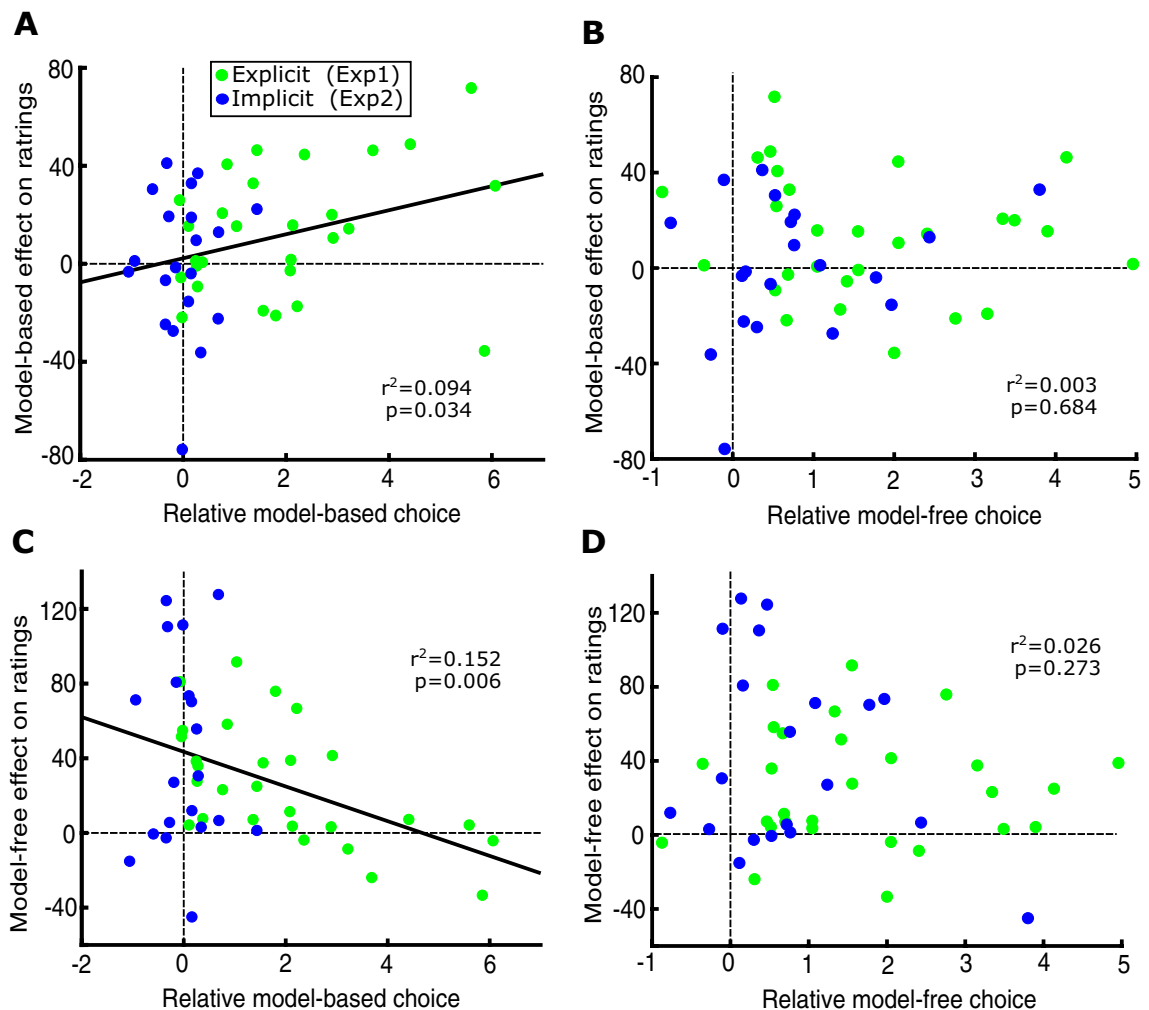 A
Model-based effect on ratrings
80
40
0
-40
-80
Explicit (Exp1)
Implicit (Exp2)
r²=0.094
p=0.034
-2 0 2 4 6
Relative model-based choice
B
Model-based effect on ratings
80
40
0
-40
-80
r²=0.003
p=0.684
-1 0 1 2 3 4 5
Relative model-free choice
C
Model-free effect on ratings
120
80
40
0
-40
r²=0.152
p=0.006
-2 0 2 4 6
Relative model-based choice
D
Model-free effect on ratings
120
80
40
0
-40
r²=0.026
p=0.273
-1 0 1 2 3 4 5
Relative model-free choice